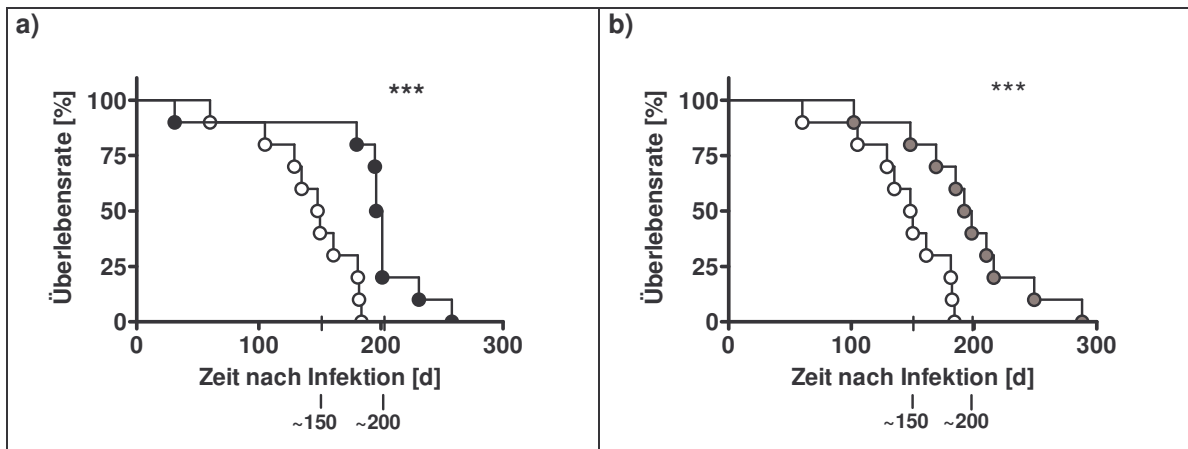 a)
***
Überlebensrate [%]
100
75
50
25
0
0 100 200 300
Zeit nach Infektion [d]
~150 ~200
b)
***
Überlebensrate [%]
100
75
50
25
0
0 100 200 300
Zeit nach Infektion [d]
~150 ~200